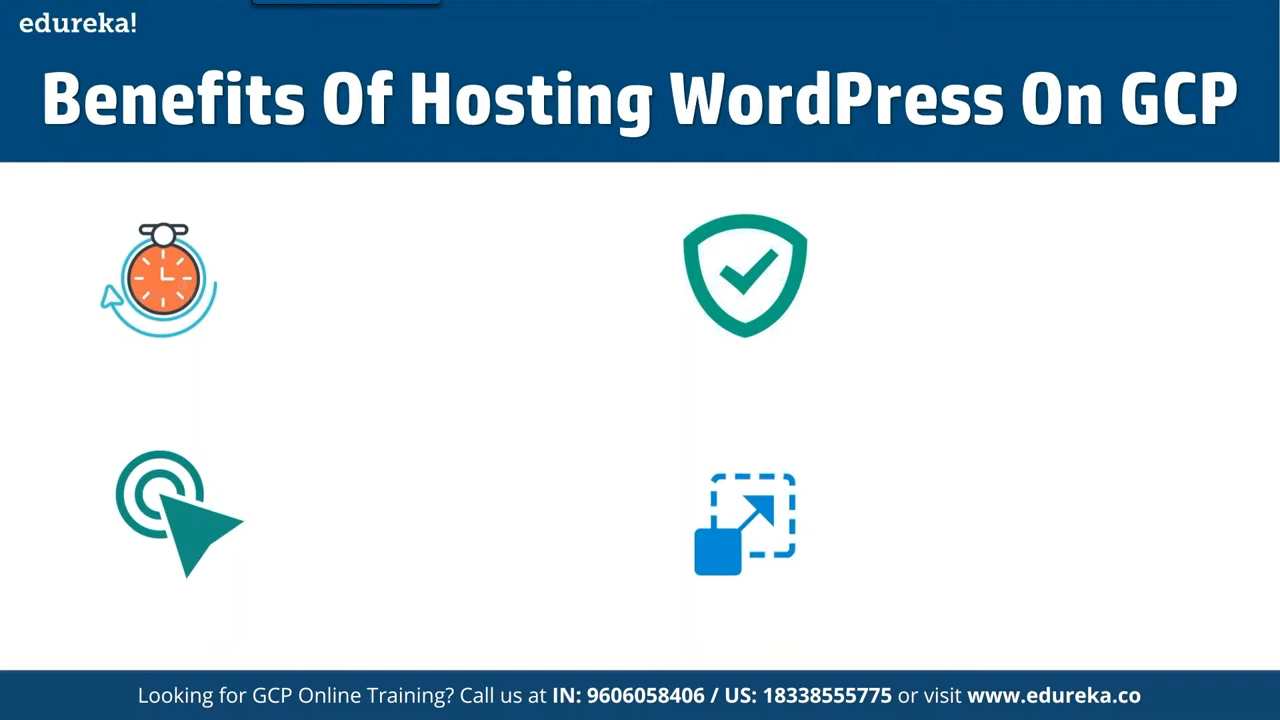 edureka!
Benefits Of Hosting WordPress On GCP
Looking for GCP Online Training? Call us at IN: 9606058406 / US: 18338555775 or visit www.edureka.co